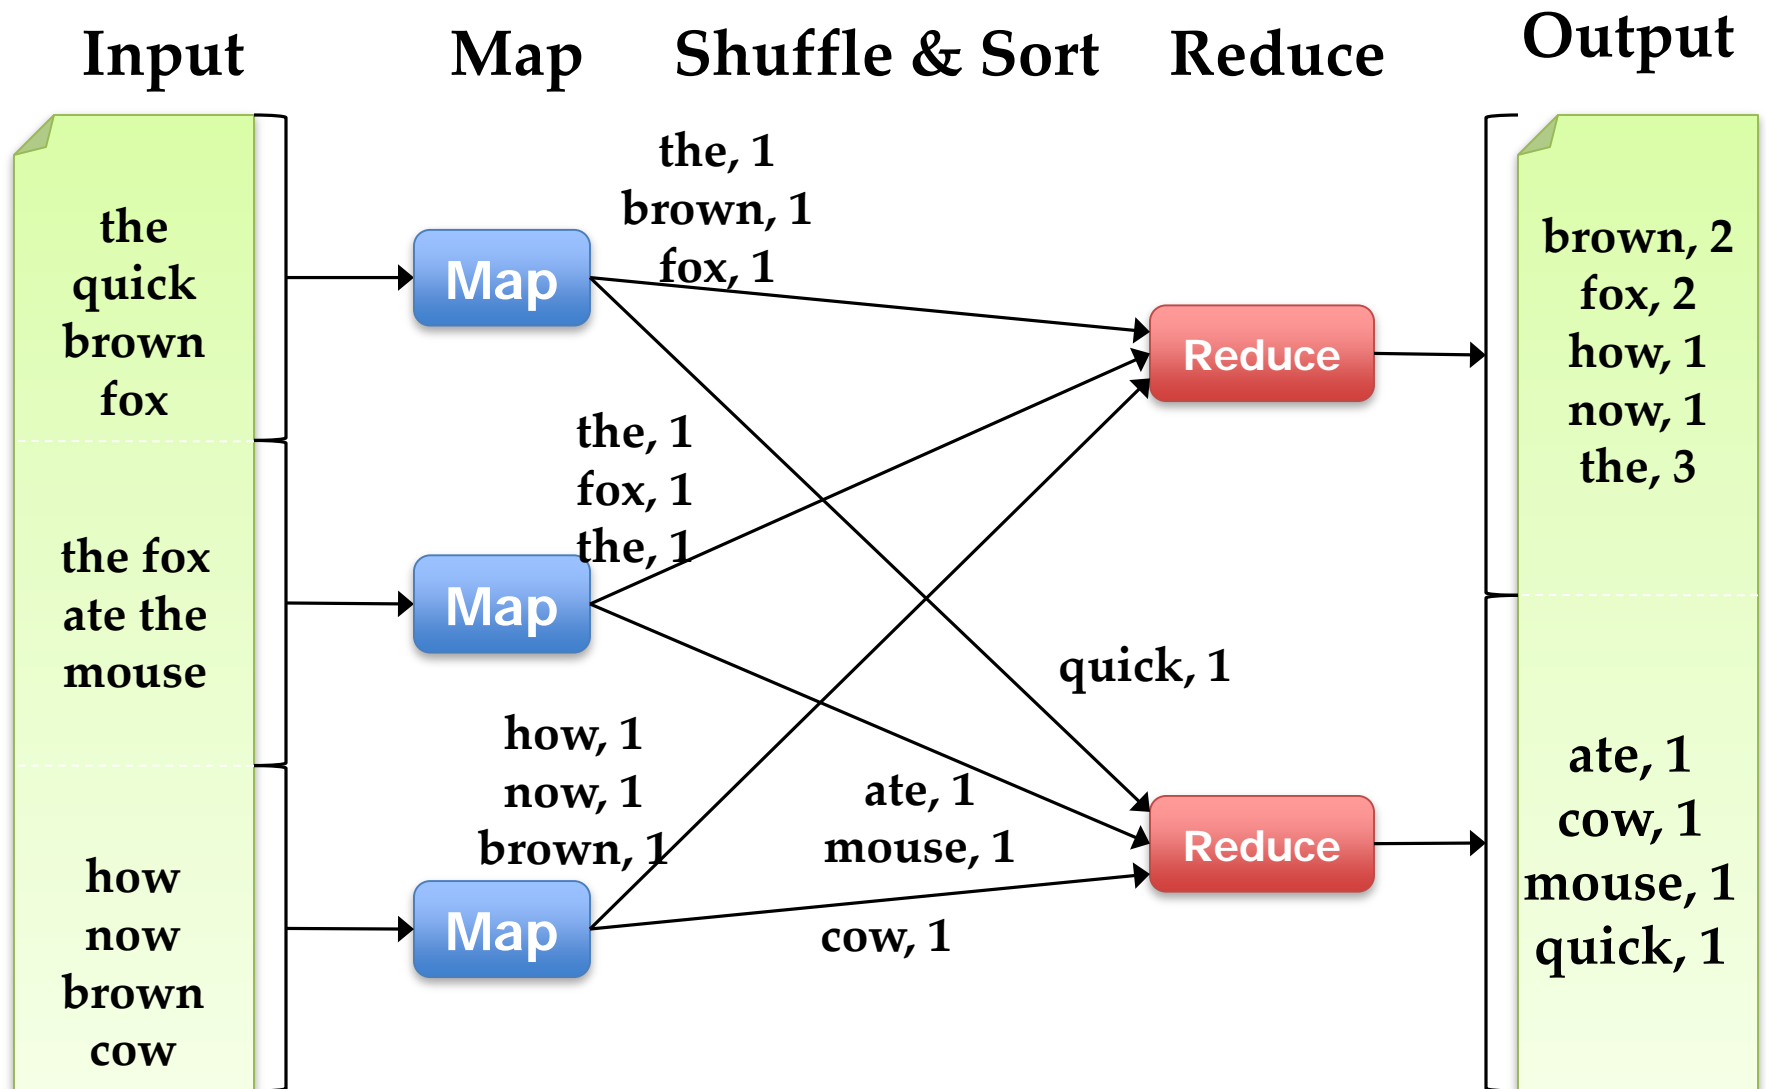 Input
Map
Shuffle & Sort
Reduce
Output
the
quick
brown
fox
the fox
ate the
mouse
how
now
brown
cow
Map
Map
Map
the, 1
brown, 1
fox, 1
the, 1
fox, 1
the, 1
how, 1
now, 1
brown, 1
quick, 1
ate, 1
mouse, 1
cow, 1
Reduce
Reduce
brown, 2
fox, 2
how, 1
now, 1
the, 3
ate, 1
cow, 1
mouse, 1
quick, 1